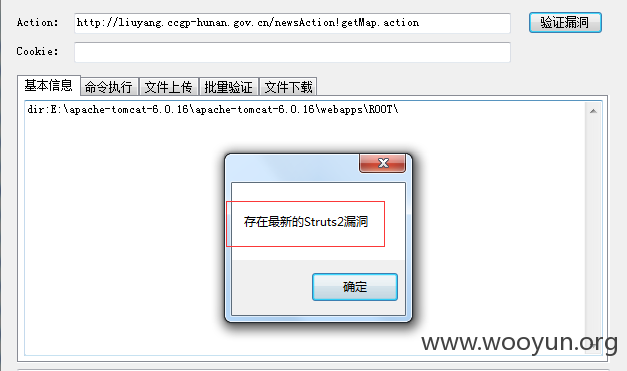 Action: http://liuyang.ccgp-hunan.gov.cn/newsAction!getMap.action 验证漏洞
Cookie:
基本信息 命令执行 文件上传 批量验证 文件下载
dir:E:\apache-tomcat-6.0.16\apache-tomcat-6.0.16\webapps\ROOT\
存在最新的Struts2漏洞
确定
www.wooyun.org